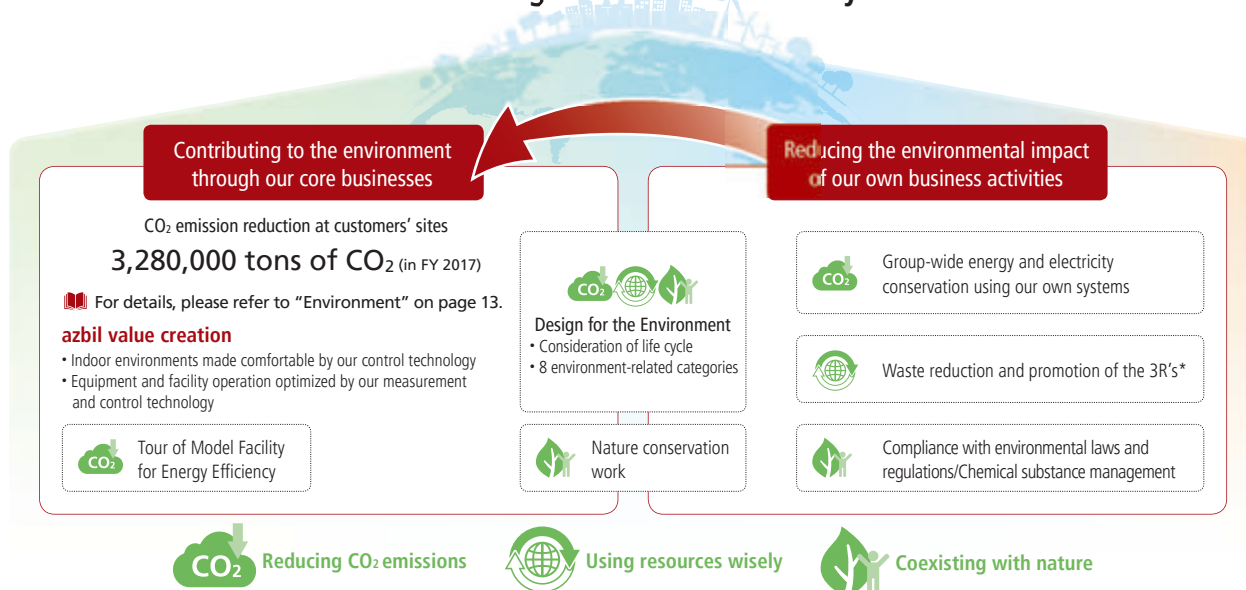 Contributing to the environment
through our core businesses
Reducing the environmental impact
of our own business activities
CO2 emission reduction at customers' sites
3,280,000 tons of CO2 (in FY 2017)
For details, please refer to "Environment" on page 13.
azbil value creation
• Indoor environments made comfortable by our control technology
• Equipment and facility operation optimized by our measurement
and control technology
CO2
Tour of Model Facility
for Energy Efficiency
CO2
Design for the Environment
• Consideration of life cycle
• 8 environment-related categories
Nature conservation
work
CO2
Group-wide energy and electricity
conservation using our own systems
Waste reduction and promotion of the 3R's*
Compliance with environmental laws and
regulations/Chemical substance management
CO2
Reducing CO2 emissions
Using resources wisely
Coexisting with nature